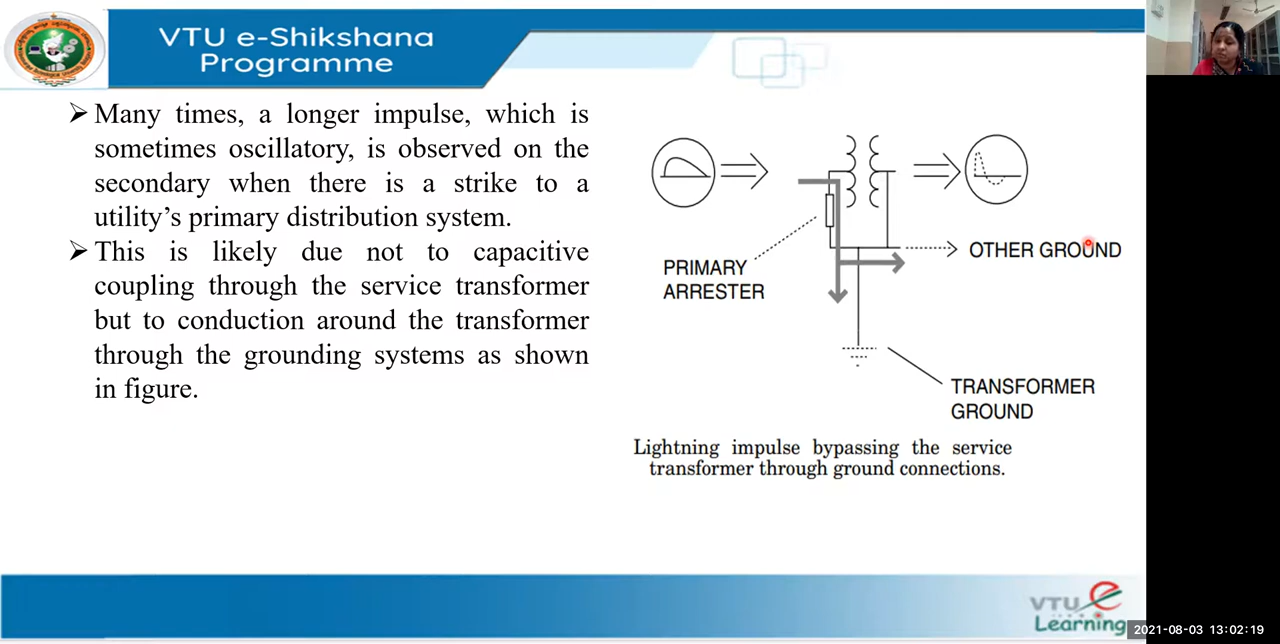 VTU e-Shikshana
Programme
➢ Many times, a longer impulse, which is
sometimes oscillatory, is observed on the
secondary when there is a strike to a
utility’s primary distribution system.
➢ This is likely due not to capacitive
coupling through the service transformer
but to conduction around the transformer
through the grounding systems as shown
in figure.
PRIMARY
ARRESTER
OTHER GROUND
TRANSFORMER
GROUND
Lightning impulse bypassing the service
transformer through ground connections.
VTU e
Learning
2021-08-03 13:02:19